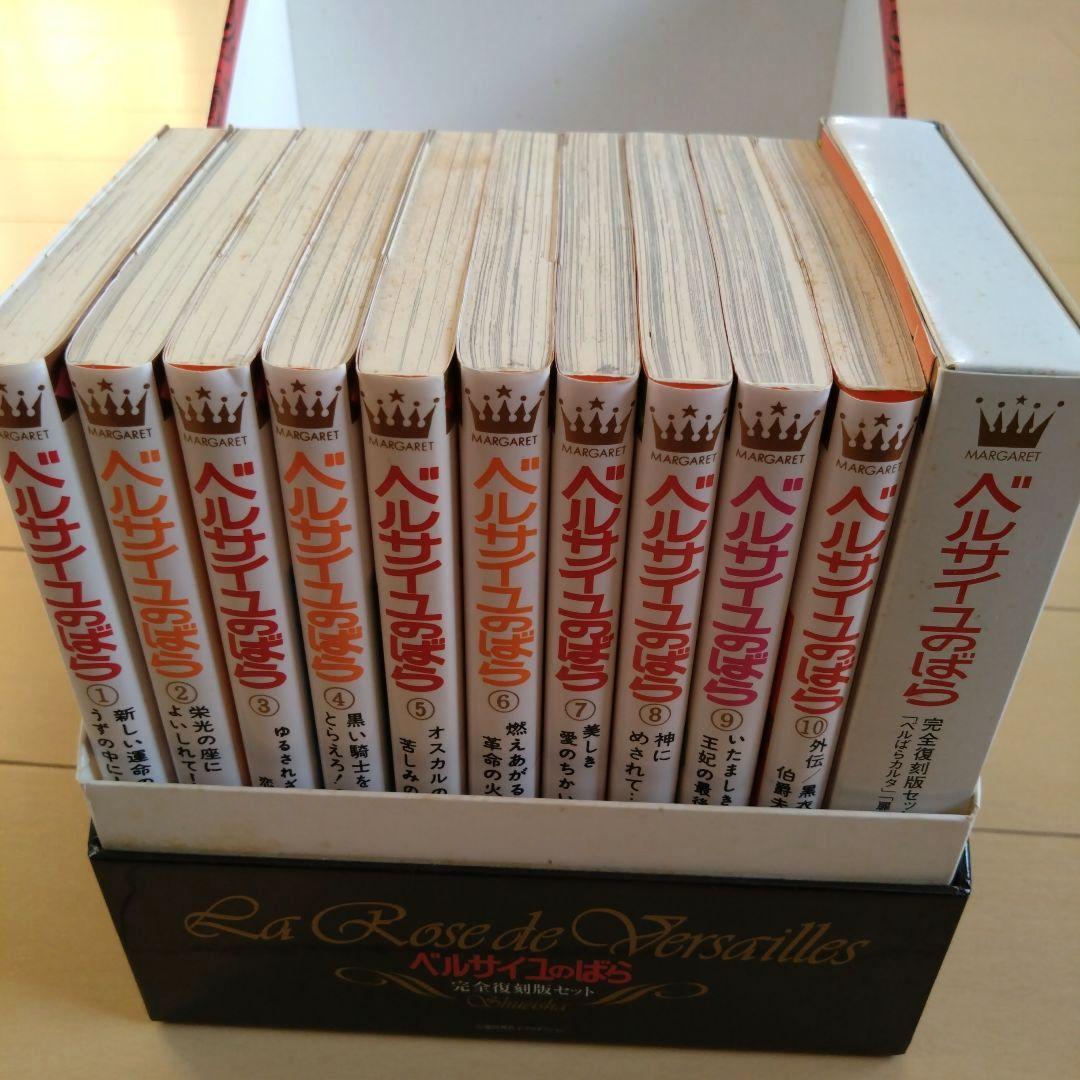 ARGARET
ベルサイユのばら
①
新しい運命の
うずの中に
MARGARET
ベルサイユのばら
②
栄光の座に
よいしれて
MARGARET
ベルサイユのばら
③
ゆるされざ
恋
MARGARET
ベルサイユのばら
④
黒い騎士を
とらえろ!
MARGARET
ベルサイユのばら
⑤
オスカルの
苦しみの
MARGARET
ベルサイユのばら
⑥
燃えあがる
革命の火
MARGARET
ベルサイユのばら
⑦
美しき
愛のちかい
MARGARET
ベルサイユのばら
⑧
神に
めされて‥
MARGARET
ベルサイユのばら
⑨
いたましき
王妃の最後
MARGARET
ベルサイユのばら
⑩
外伝/黒衣
伯爵夫
MARGARET
ベルサイユのばら
完全復刻版セッ
「ベルばらカルタ」「麗
La Rose de Versailles
ベルサイユのばら
完全復刻版セット
Shueisha